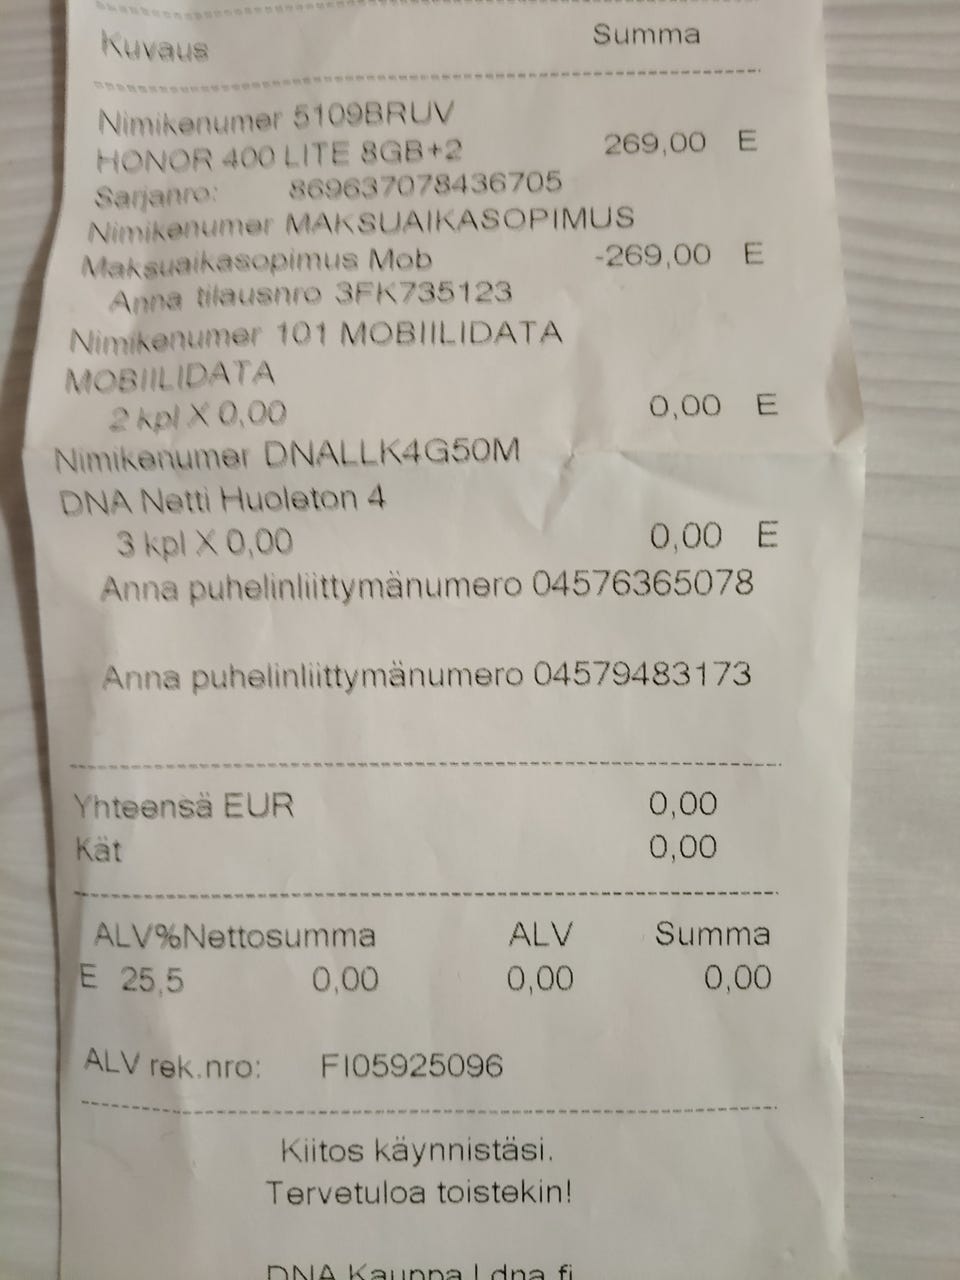 Kuvaus Summa
Nimikenumer 5109BRUV
HONOR 400 LITE 8GB+2 269,00 E
Sarjanro: 869637078436705
Nimikenumer MAKSUAIKASOPIMUS
Maksuaikasopimus Mob -269,00 E
Anna tilausnro 3FK735123
Nimikenumer 101 MOBIILIDATA
MOBIILIDATA
2 kpl X 0,00 0,00 E
Nimikenumer DNALLK4G50M
DNA Netti Huoleton 4
3 kpl X 0,00 0,00 E
Anna puhelinliittymänumero 04576365078
Anna puhelinliittymänumero 04579483173
Yhteensä EUR 0,00
Kät 0,00
ALV%Nettosumma ALV Summa
E 25,5 0,00 0,00 0,00
ALV rek.nro: FI05925096
Kiitos käynnistäsi.
Tervetuloa toistekin!
DNA Kauppa | dna.fi